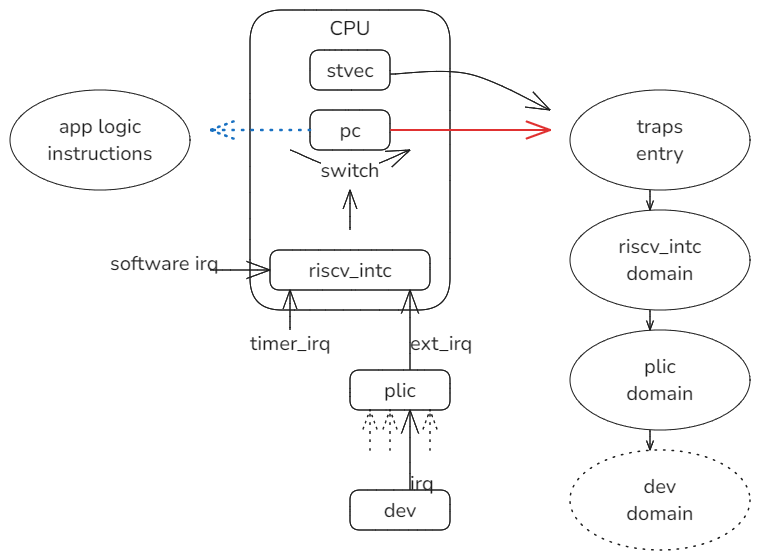 CPU
stvec
app logic
instructions
pc
traps
entry
switch
riscv_intc
domain
software irq
riscv_intc
timer_irq
ext_irq
plic
domain
plic
irq
dev
dev
domain